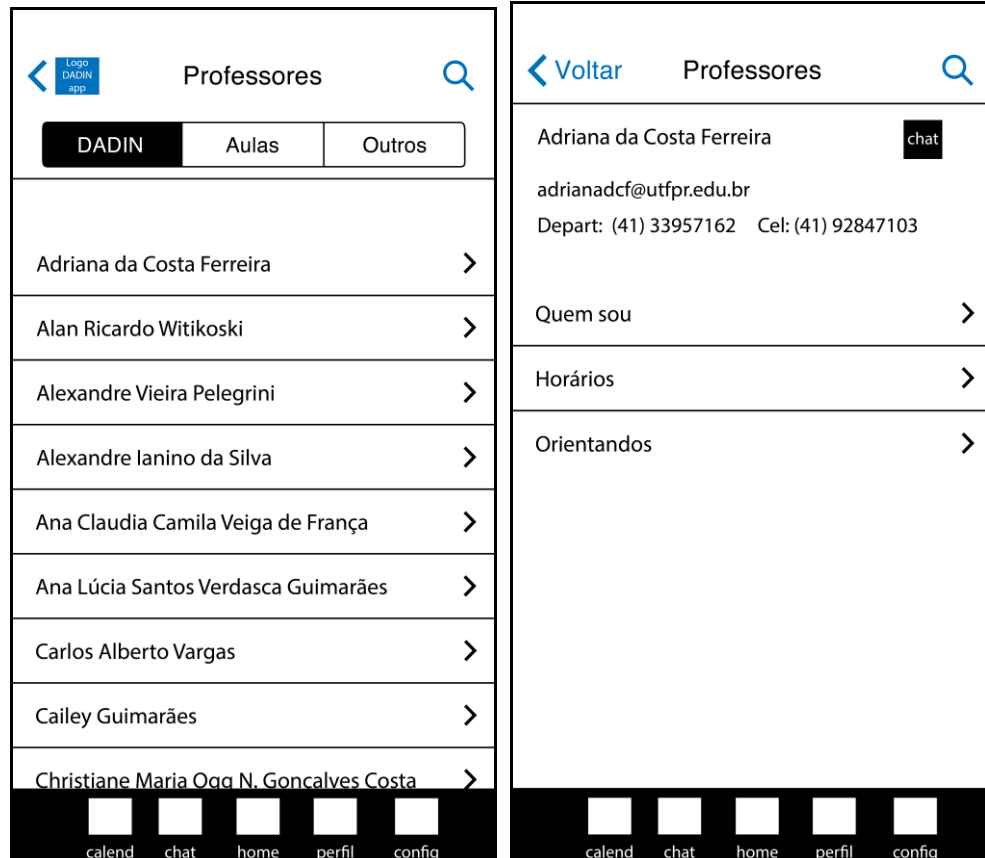 Logo
DADIN
app
Professores
DADIN Aulas Outros
Adriana da Costa Ferreira
Alan Ricardo Witikoski
Alexandre Vieira Pelegrini
Alexandre Ianino da Silva
Ana Claudia Camila Veiga de França
Ana Lúcia Santos Verdasca Guimarães
Carlos Alberto Vargas
Cailey Guimarães
Christiane Maria Ogg N. Gonçalves Costa
calend chat home perfil config
Voltar Professores
Adriana da Costa Ferreira chat
adrianadcf@utfpr.edu.br
Depart: (41) 33957162 Cel: (41) 92847103
Quem sou
Horários
Orientandos
calend chat home perfil config